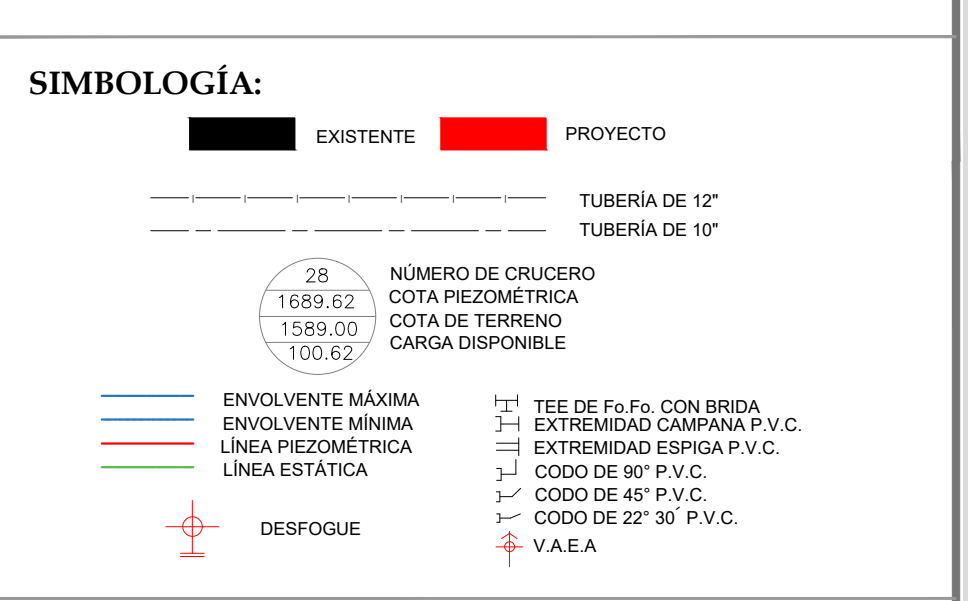 SIMBOLOGÍA:
EXISTENTE
PROYECTO
TUBERÍA DE 12"
TUBERÍA DE 10"
28
1689.62
1589.00
100.62
NÚMERO DE CRUCERO
COTA PIEZOMÉTRICA
COTA DE TERRENO
CARGA DISPONIBLE
ENVOLVENTE MÁXIMA
ENVOLVENTE MÍNIMA
LÍNEA PIEZOMÉTRICA
LÍNEA ESTÁTICA
DESFOGUE
TEE DE Fo.Fo. CON BRIDA
EXTREMIDAD CAMPANA P.V.C.
EXTREMIDAD ESPIGA P.V.C.
CODO DE 90° P.V.C.
CODO DE 45° P.V.C.
CODO DE 22° 30´ P.V.C.
V.A.E.A